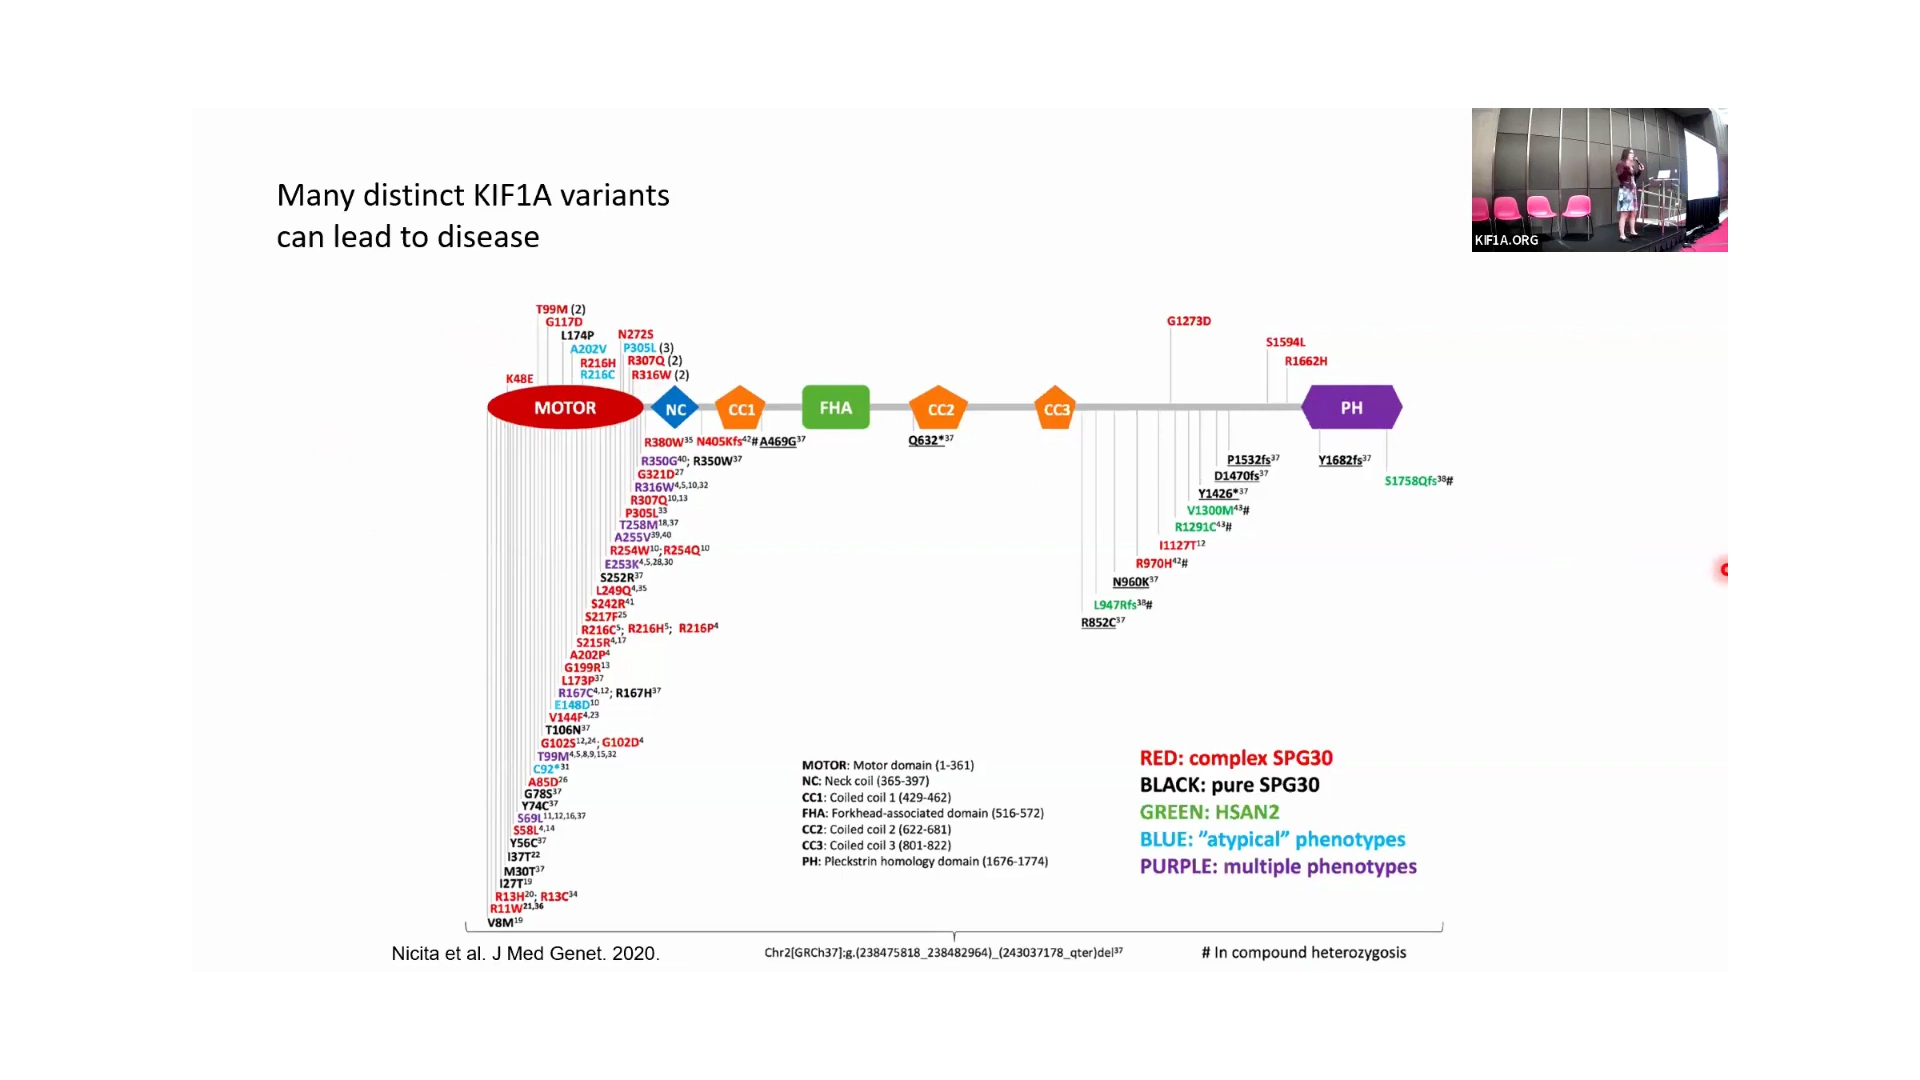 KIF1A.ORG
Many distinct KIF1A variants
can lead to disease
T99M (2)
G117D
L174P
A202V
R216H
R216C
K48E
N272S
P305L (3)
R307Q (2)
R316W (2)
G1273D
S1594L
R1662H
MOTOR
NC
CC1
FHA
CC2
CC3
PH
R380W35 N405Kfs42# A469G37
R350G40; R350W37
G321D27
R316W4,5,10,32
R307Q10,13
P305L33
T258M18,37
A255V39,40
R254W10; R254Q10
E253K4,5,28,30
S252R37
L249Q4,35
S242R41
S217F25
R216C5; R216H5; R216P4
S215R4,17
A202P4
G199R13
L173P37
R167C4,12; R167H37
E148D10
V144F4,23
T106N37
G102S12,24; G102D4
T99M4,5,8,9,15,32
C92*31
A85D26
G78S37
Y74C37
S69L11,12,16,37
S58L4,14
Y56C37
I37T22
M30T37
I27T19
R13H20; R13C34
R11W21,36
V8M19
Q632*37
P1532fs37
D1470fs37
Y1426*37
V1300M43#
R1291C43#
I1127T12
R970H42#
N960K37
L947Rfs38#
R852C37
Y1682fs37
S1758Qfs38#
MOTOR: Motor domain (1-361)
NC: Neck coil (365-397)
CC1: Coiled coil 1 (429-462)
FHA: Forkhead-associated domain (516-572)
CC2: Coiled coil 2 (622-681)
CC3: Coiled coil 3 (801-822)
PH: Pleckstrin homology domain (1676-1774)
RED: complex SPG30
BLACK: pure SPG30
GREEN: HSAN2
BLUE: ”atypical” phenotypes
PURPLE: multiple phenotypes
Nicita et al. J Med Genet. 2020.
Chr2[GRCh37]:g.(238475818_238482964)_(243037178_qter)del37
# In compound heterozygosis